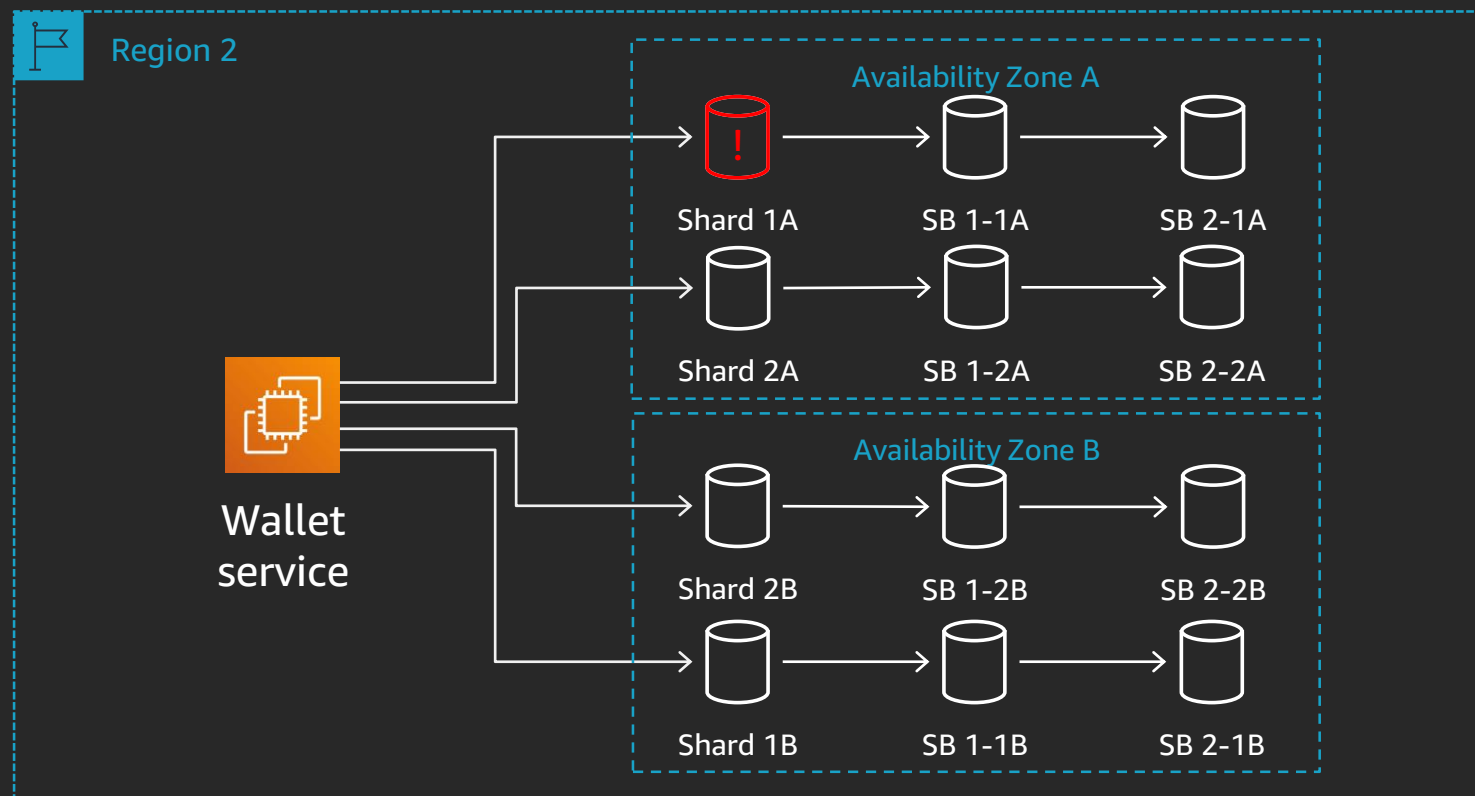 Region 2
Availability Zone A
!
Shard 1A
SB 1-1A
SB 2-1A
Shard 2A
SB 1-2A
SB 2-2A
Availability Zone B
Wallet
service
Shard 2B
SB 1-2B
SB 2-2B
Shard 1B
SB 1-1B
SB 2-1B